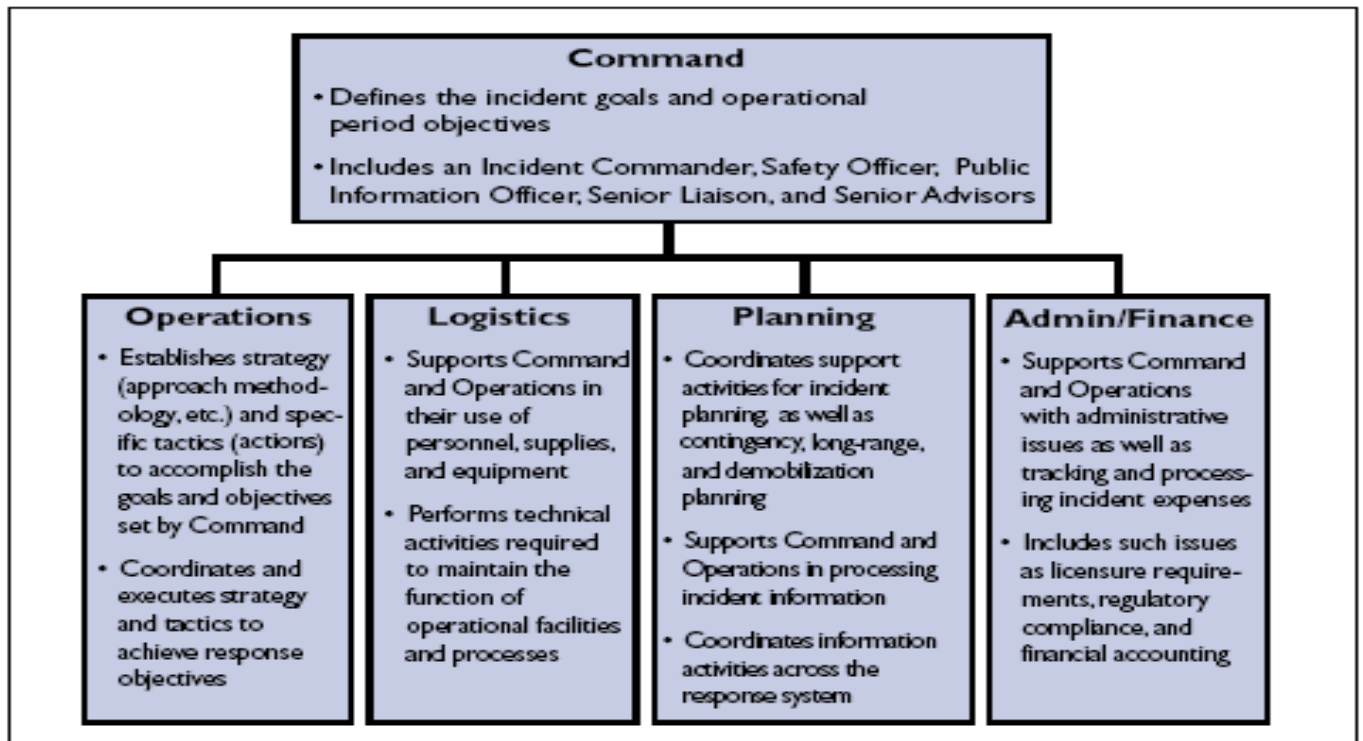 Command
• Defines the incident goals and operational
period objectives
• Includes an Incident Commander, Safety Officer, Public
Information Officer, Senior Liaison, and Senior Advisors
Operations
• Establishes strategy
(approach method-
ology, etc.) and spec-
ific tactics (actions)
to accomplish the
goals and objectives
set by Command
• Coordinates and
executes strategy
and tactics to
achieve response
objectives
Logistics
• Supports Command
and Operations in
their use of
personnel, supplies,
and equipment
• Performs technical
activities required
to maintain the
function of
operational facilities
and processes
Planning
• Coordinates support
activities for incident
planning, as well as
contingency, long-range,
and demobilization
planning
• Supports Command and
Operations in processing
incident information
• Coordinates information
activities across the
response system
Admin/Finance
• Supports Command
and Operations
with administrative
issues as well as
tracking and process-
ing incident expenses
• Includes such issues
as licensure require-
ments, regulatory
compliance, and
financial accounting